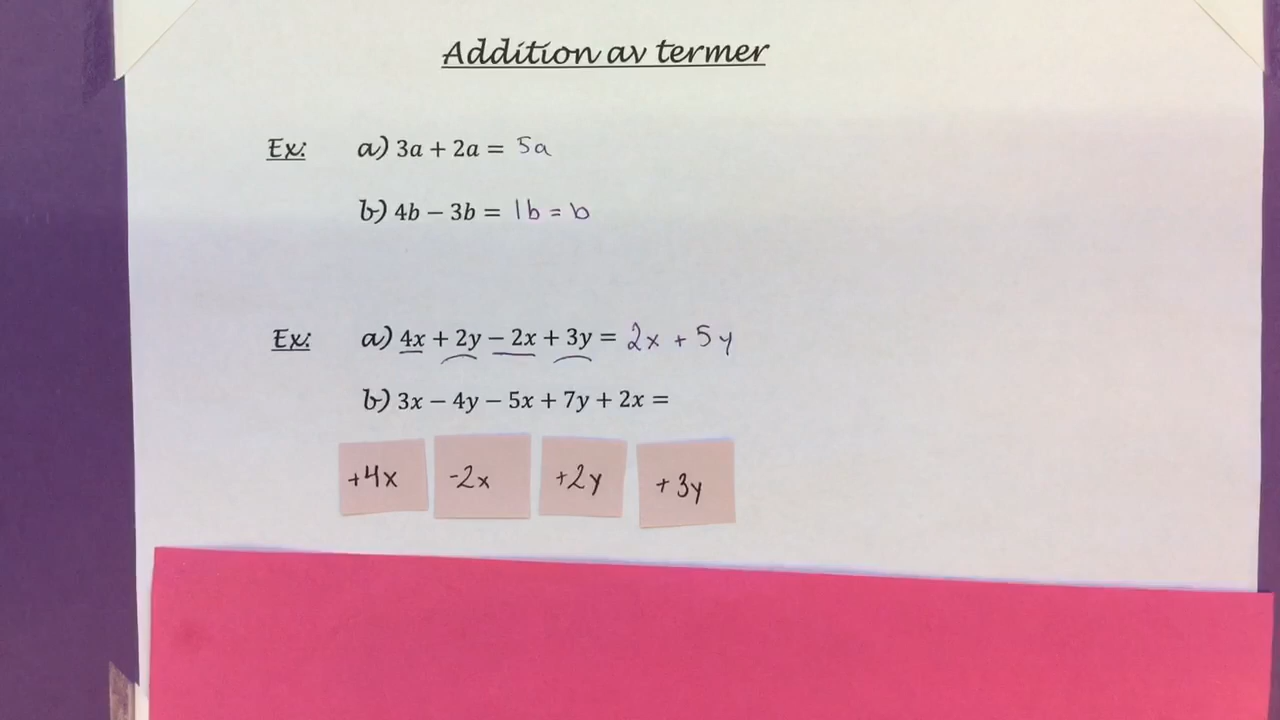 Addition av termer
Ex: a) 3a + 2a = 5a
b) 4b − 3b = 1b = b
Ex: a) 4x + 2y − 2x + 3y = 2x + 5y
b) 3x − 4y − 5x + 7y + 2x =
+4x -2x +2y +3y